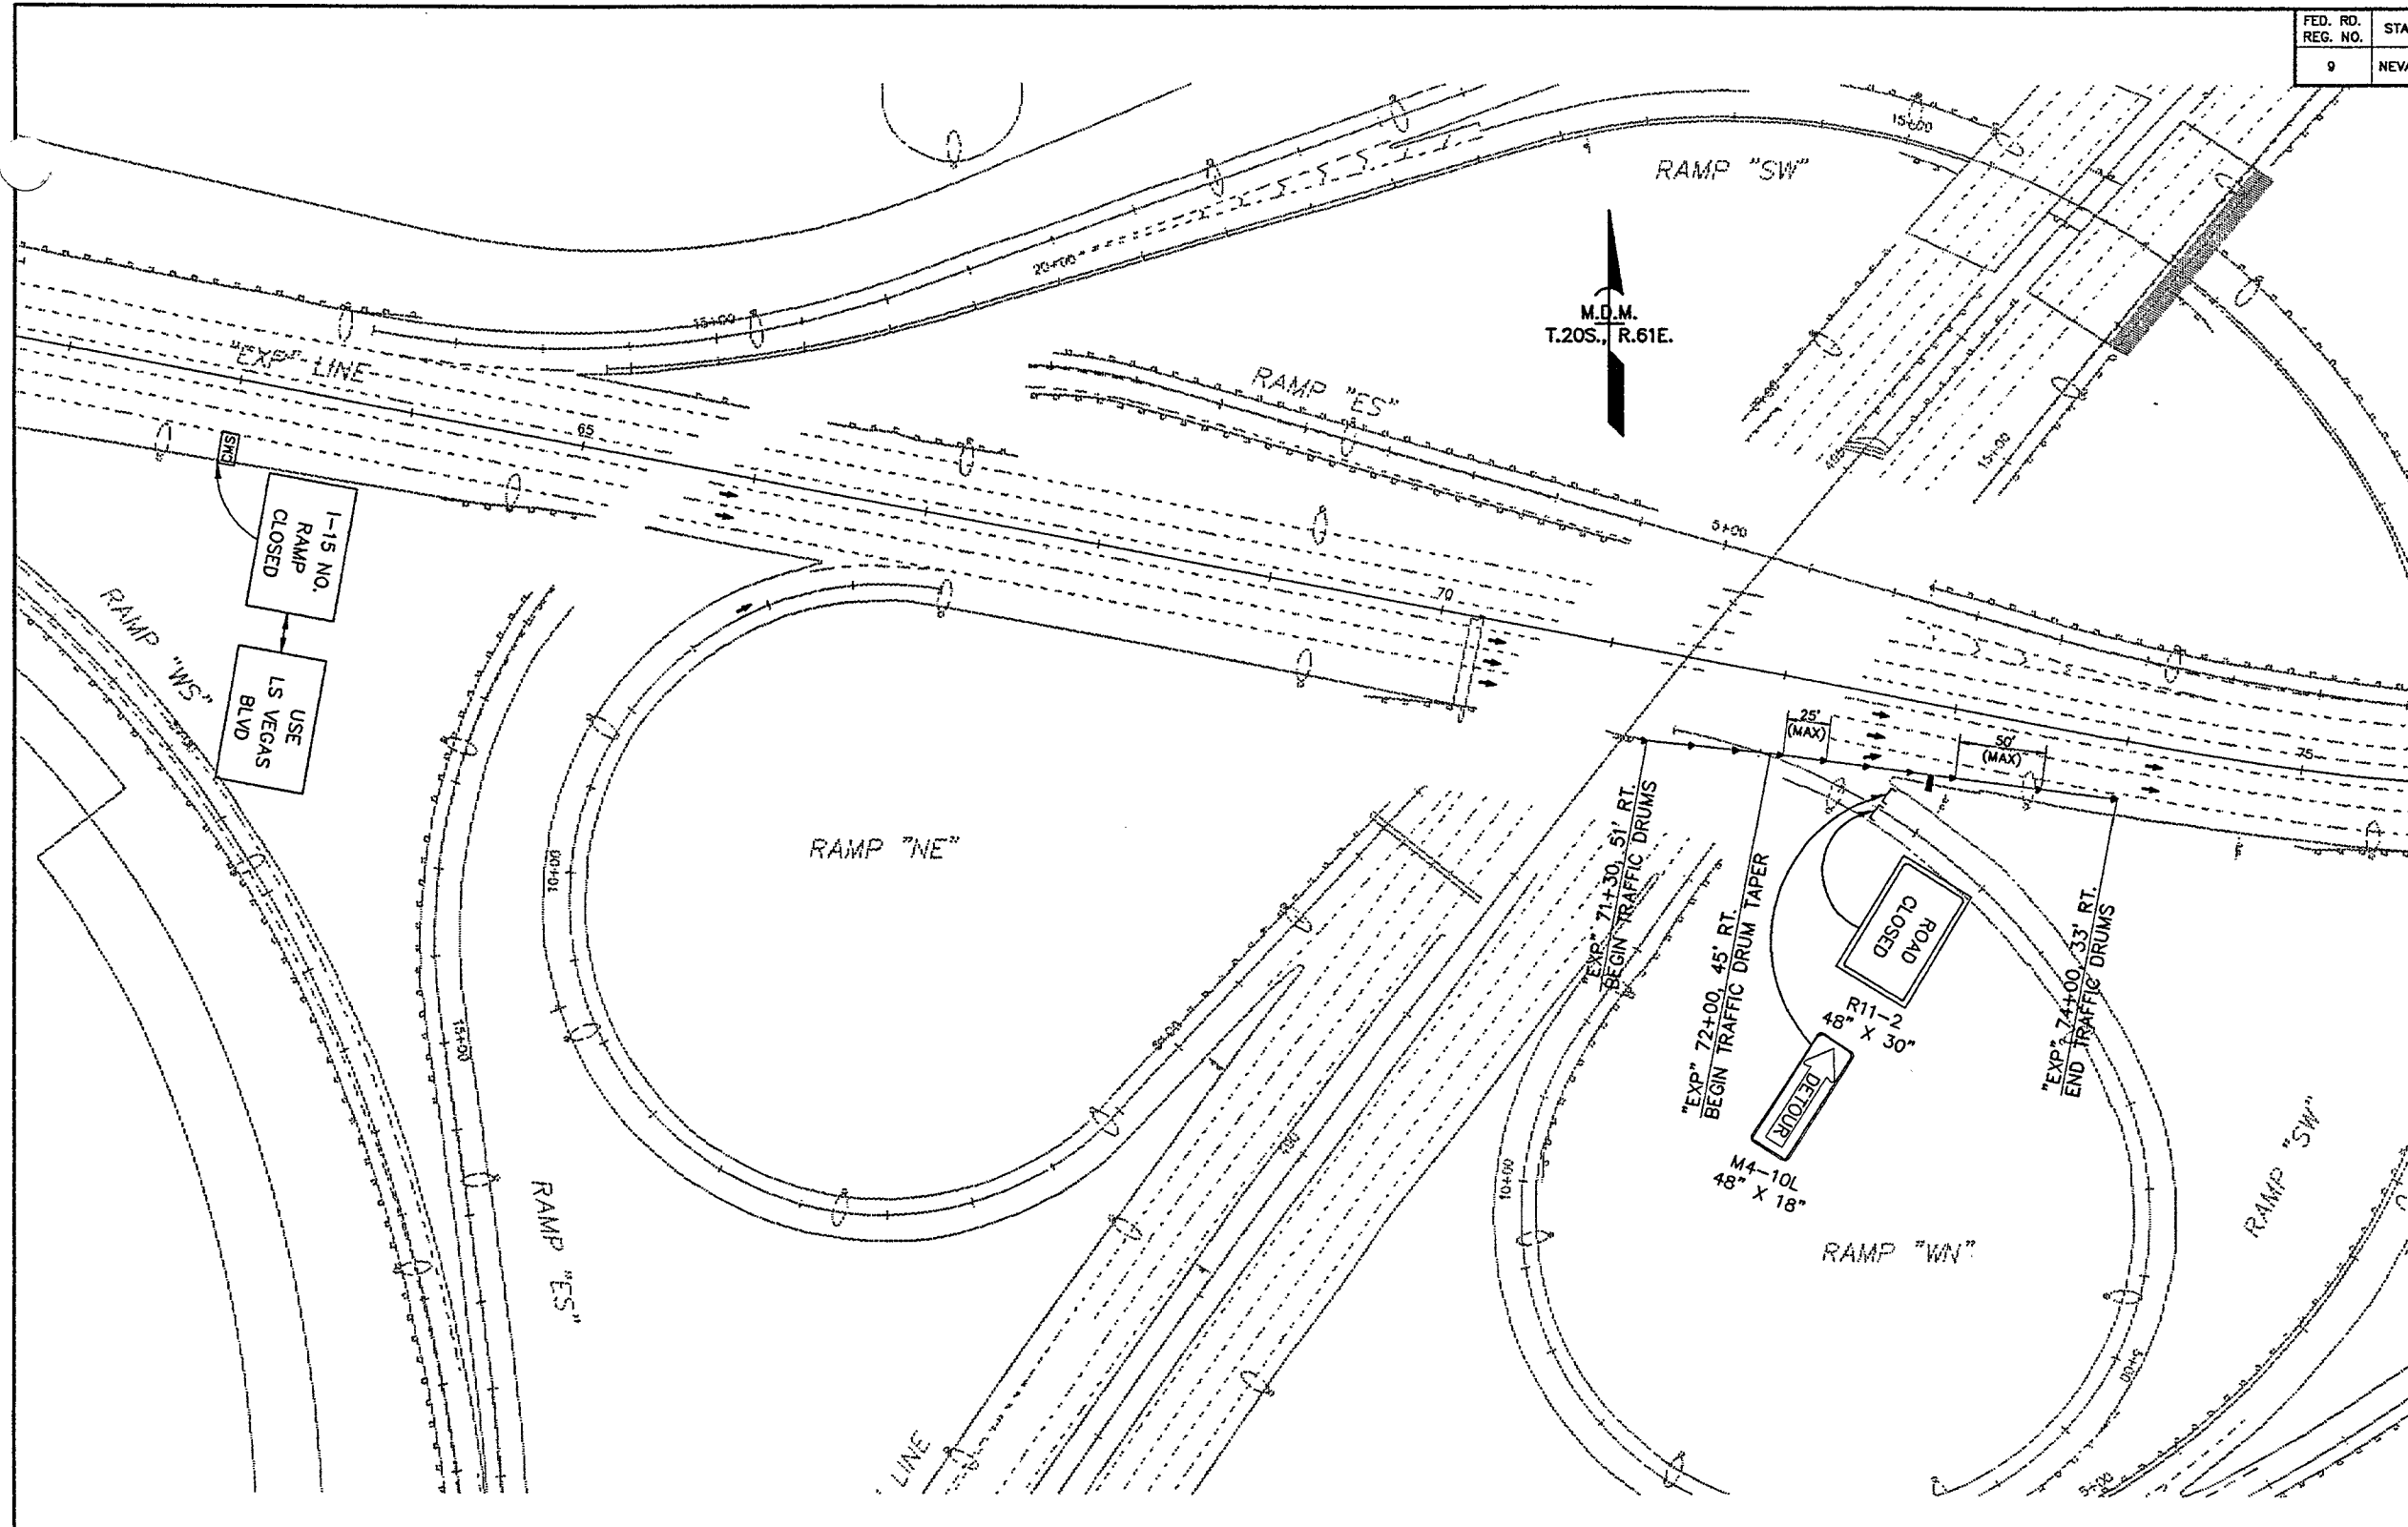 FED. RD.
REG. NO.
9
RAMP "SW"
15+00
M.D.M.
T.20S., R.61E.
20+00
15+00
"EXP" LINE
65
CMS
I-15 NO.
RAMP
CLOSED
USE
LS VEGAS
BLVD
RAMP "WS"
RAMP "ES"
5+00
15+00
70
75
25'
(MAX)
50'
(MAX)
"EXP" 71+30, 51' RT.
BEGIN TRAFFIC DRUMS
"EXP" 72+00, 45' RT.
BEGIN TRAFFIC DRUM TAPER
"EXP" 74+00, 33' RT.
END TRAFFIC DRUMS
ROAD
CLOSED
R11-2
48" X 30"
DETOUR
M4-10L
48" X 18"
RAMP "NE"
10+00
15+00
RAMP "ES"
10+00
RAMP "WN"
RAMP "SW"
5+00
5+00
LINE